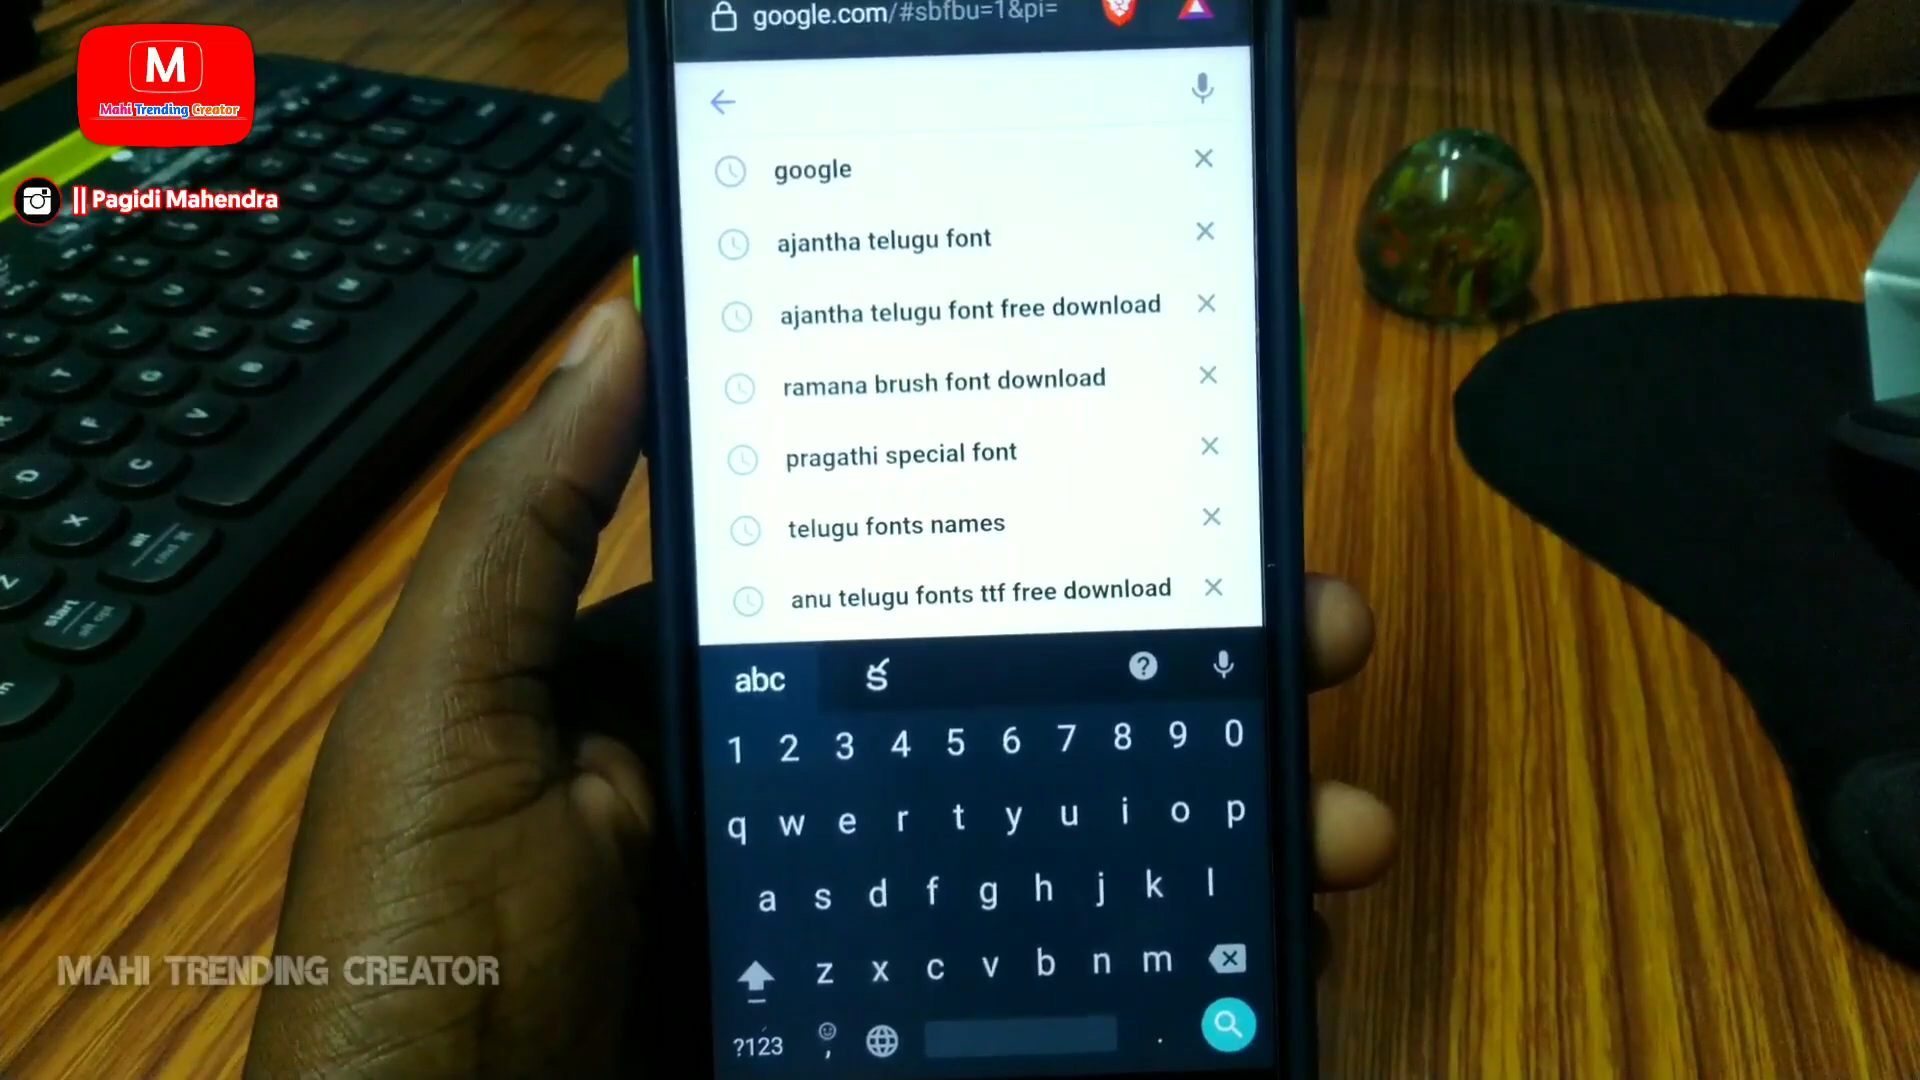 google.com/#sbfbu=1&pi=
M
Mahi Trending Creator
|| Pagidi Mahendra
google
ajantha telugu font
ajantha telugu font free download
ramana brush font download
pragathi special font
telugu fonts names
anu telugu fonts ttf free download
abc క ?
1 2 3 4 5 6 7 8 9 0
q w e r t y u i o p
a s d f g h j k l
z x c v b n m
?123 , .
MAHI TRENDING CREATOR